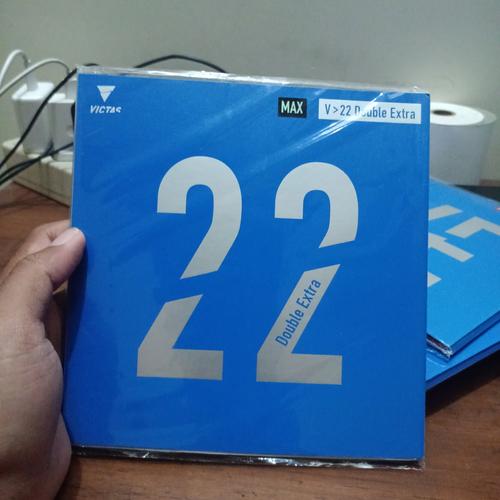 VICTAS
MAX
V>22 Double Extra
22
Double Extra